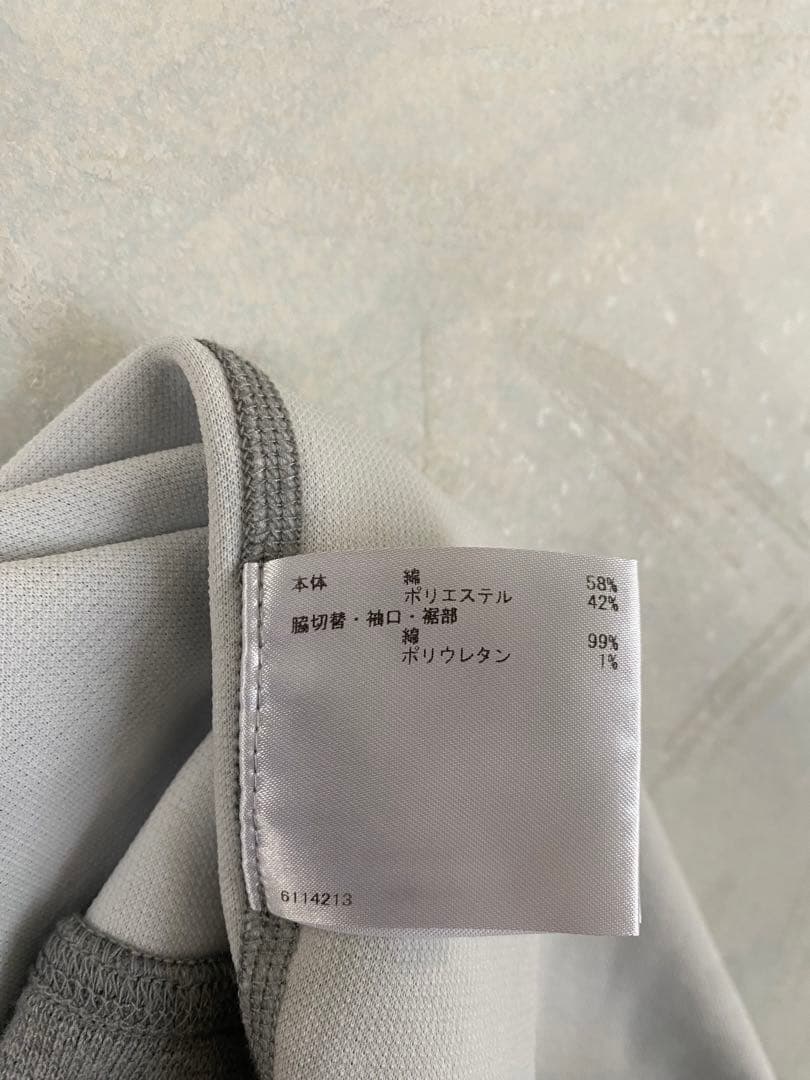 本体 綿 58%
ポリエステル 42%
脇切替・袖口・裾部
綿 99%
ポリウレタン 1%
6114213